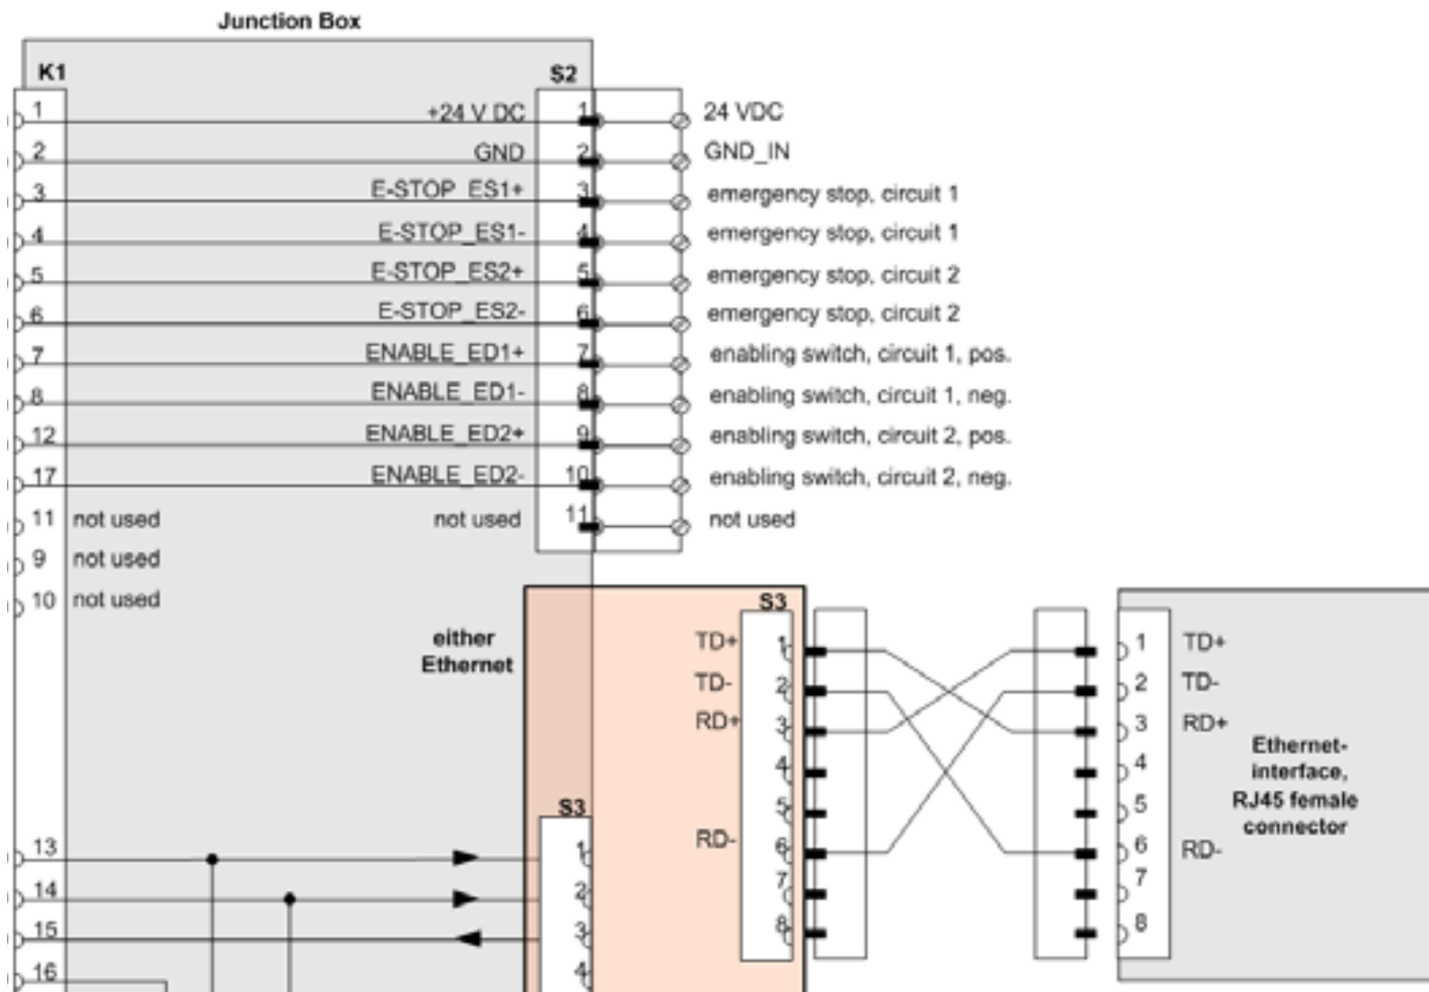 Junction Box
K1 S2
1 +24 V DC 1 24 VDC
2 GND 2 GND_IN
3 E-STOP_ES1+ 3 emergency stop, circuit 1
4 E-STOP_ES1- 4 emergency stop, circuit 1
5 E-STOP_ES2+ 5 emergency stop, circuit 2
6 E-STOP_ES2- 6 emergency stop, circuit 2
7 ENABLE_ED1+ 7 enabling switch, circuit 1, pos.
8 ENABLE_ED1- 8 enabling switch, circuit 1, neg.
12 ENABLE_ED2+ 9 enabling switch, circuit 2, pos.
17 ENABLE_ED2- 10 enabling switch, circuit 2, neg.
11 not used not used 11 not used
9 not used
10 not used
either
Ethernet
S3
TD+ 1 1 TD+
TD- 2 2 TD-
RD+ 3 3 RD+
4 4
5 5
RD- 6 6 RD-
7 7
8 8
Ethernet-
interface,
RJ45 female
connector
S3
13 1
14 2
15 3
16 4